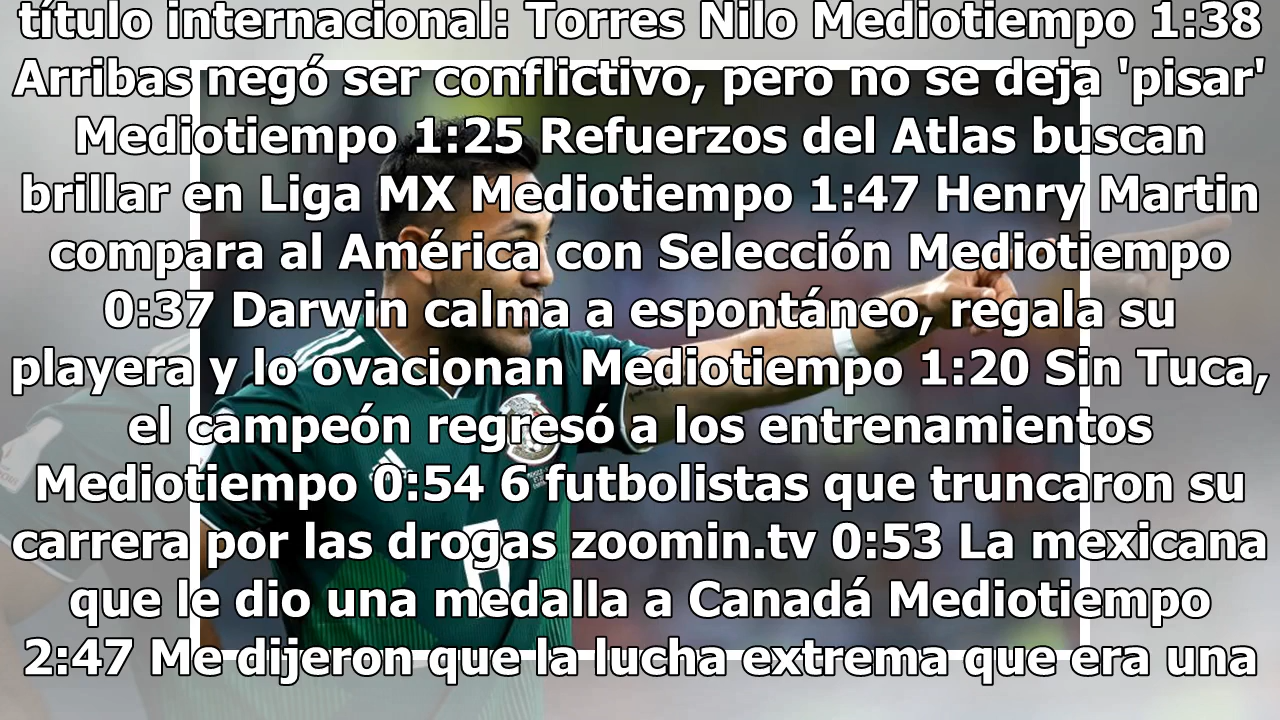 título internacional: Torres Nilo Mediotiempo 1:38
Arribas negó ser conflictivo, pero no se deja 'pisar'
Mediotiempo 1:25 Refuerzos del Atlas buscan
brillar en Liga MX Mediotiempo 1:47 Henry Martin
compara al América con Selección Mediotiempo
0:37 Darwin calma a espontáneo, regala su
playera y lo ovacionan Mediotiempo 1:20 Sin Tuca,
el campeón regresó a los entrenamientos
Mediotiempo 0:54 6 futbolistas que truncaron su
carrera por las drogas zoomin.tv 0:53 La mexicana
que le dio una medalla a Canadá Mediotiempo
2:47 Me dijeron que la lucha extrema que era una